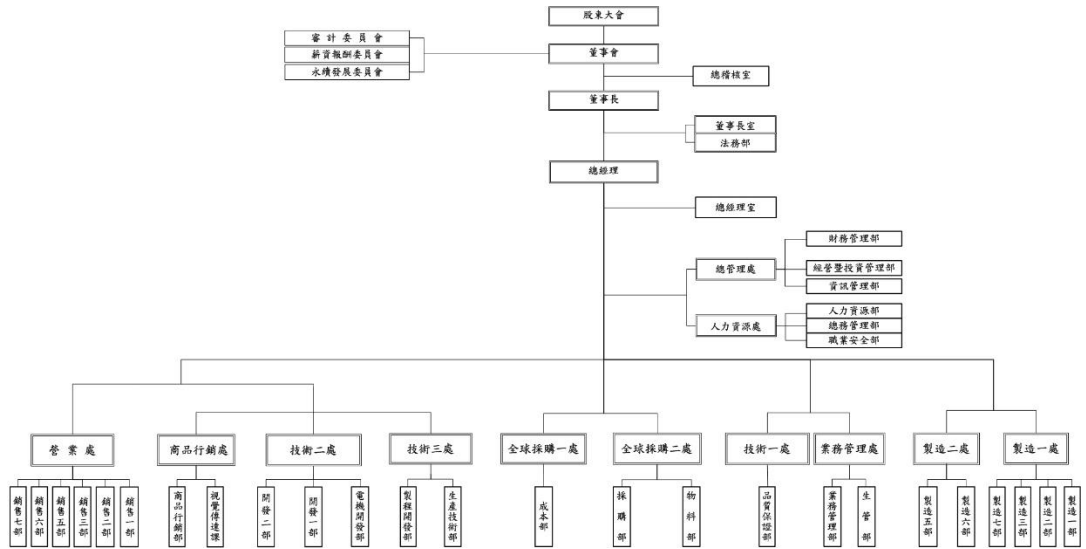 股東大會
審計委員會
薪資報酬委員會
永續發展委員會
董事會
總稽核室
董事長
董事長室
法務部
總經理
總經理室
財務管理部
總管理處
經營暨投資管理部
資訊管理部
人力資源部
人力資源處
總務管理部
職業安全部
營業處
商品行銷處
技術二處
技術三處
全球採購一處
全球採購二處
技術一處
業務管理處
製造二處
製造一處
銷售七部
銷售六部
銷售五部
銷售三部
銷售二部
銷售一部
商品行銷部
視覺傳達課
開發二部
開發一部
電機開發部
製程開發部
生產技術部
成本部
採購部
物料部
品質保證部
業務管理部
生管部
製造五部
製造六部
製造七部
製造三部
製造二部
製造一部